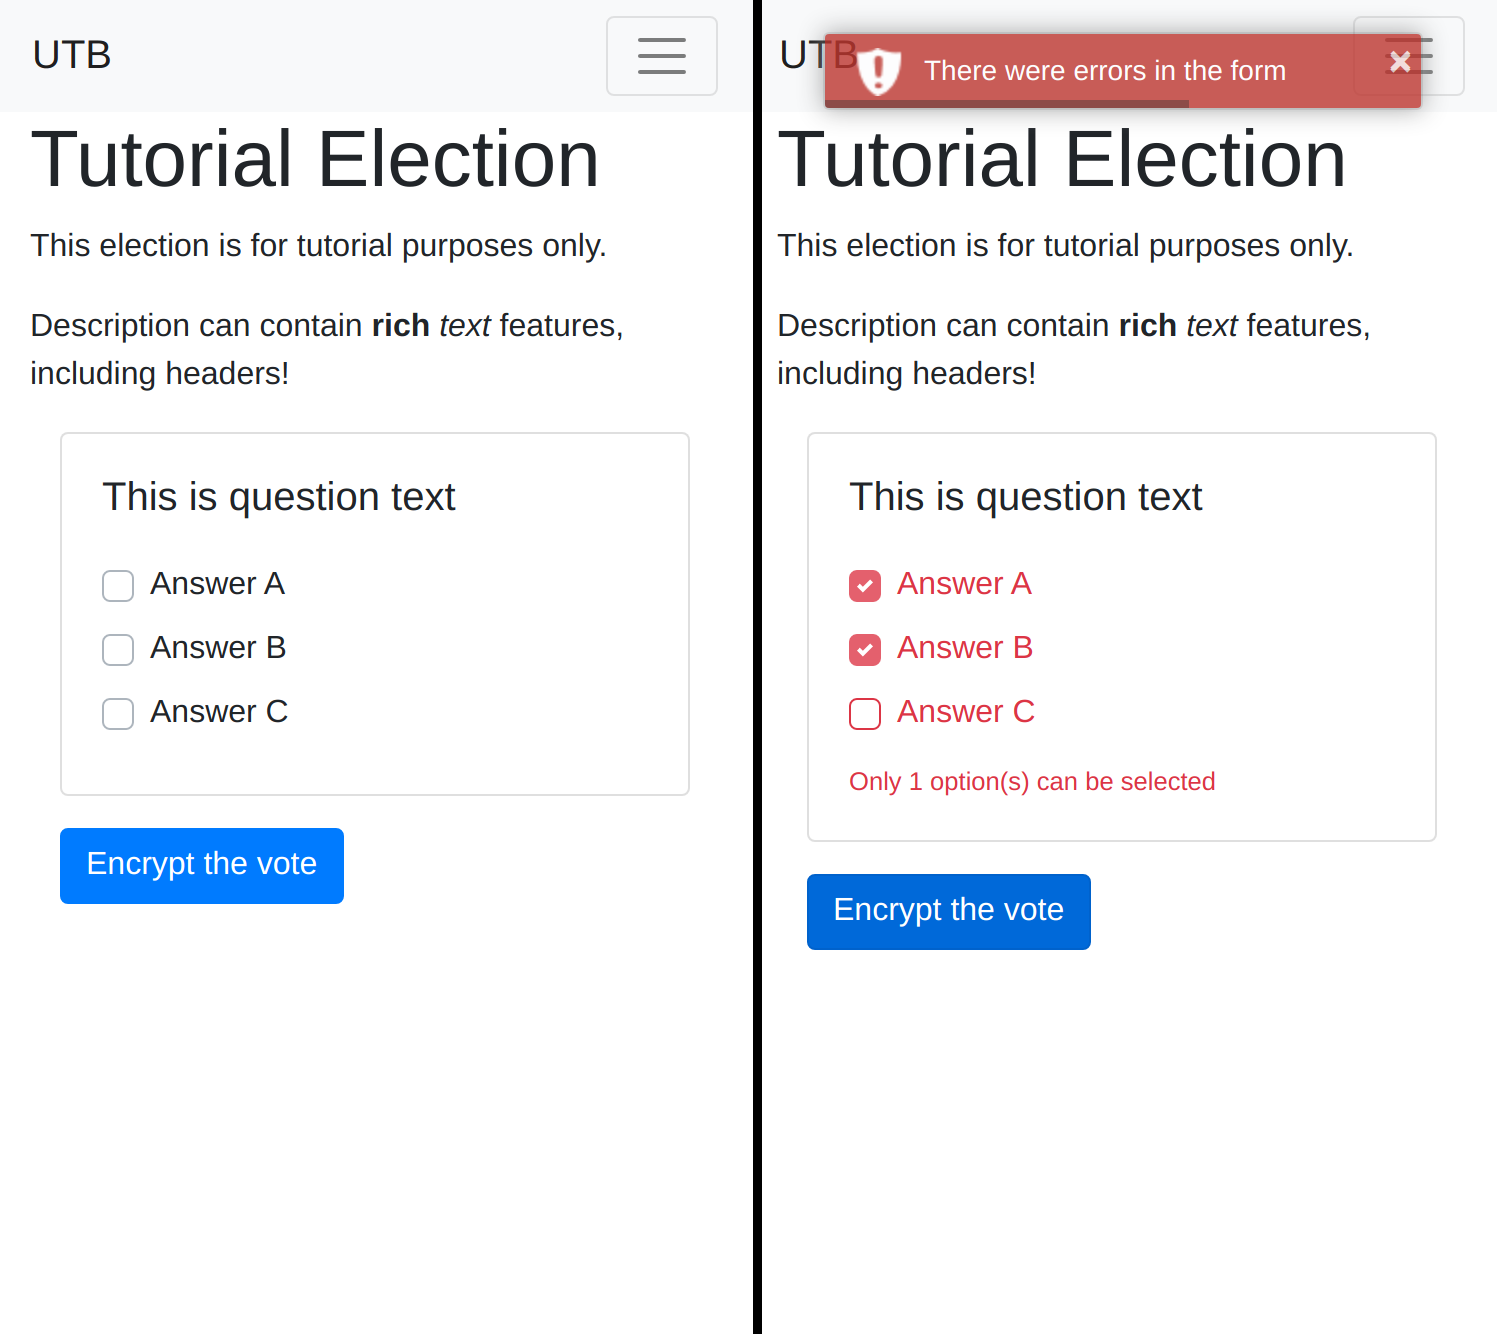 UTB
Tutorial Election
This election is for tutorial purposes only.
Description can contain rich text features,
including headers!
This is question text
Answer A
Answer B
Answer C
Encrypt the vote
UTB
There were errors in the form
Tutorial Election
This election is for tutorial purposes only.
Description can contain rich text features,
including headers!
This is question text
Answer A
Answer B
Answer C
Only 1 option(s) can be selected
Encrypt the vote